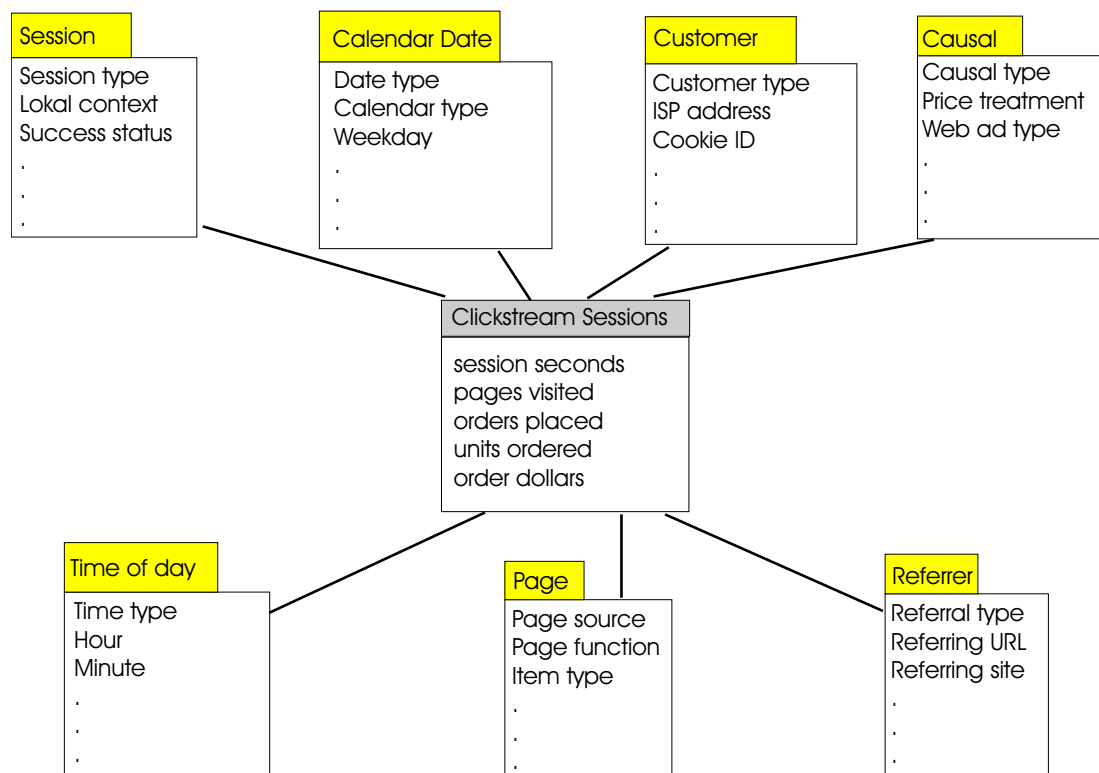 Session
Session type
Lokal context
Success status
.
.
.
Calendar Date
Date type
Calendar type
Weekday
.
.
.
Customer
Customer type
ISP address
Cookie ID
.
.
.
Causal
Causal type
Price treatment
Web ad type
.
.
.
Clickstream Sessions
session seconds
pages visited
orders placed
units ordered
order dollars
Time of day
Time type
Hour
Minute
.
.
.
Page
Page source
Page function
Item type
.
.
.
Referrer
Referral type
Referring URL
Referring site
.
.
.